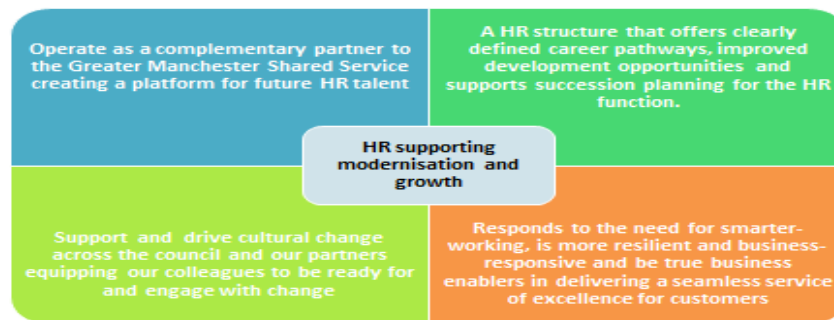 Operate as a complementary partner to
the Greater Manchester Shared Service
creating a platform for future HR talent
A HR structure that offers clearly
defined career pathways, improved
development opportunities and
supports succession planning for the HR
function.
HR supporting
modernisation and
growth
Support and drive cultural change
across the council and our partners
equipping our colleagues to be ready for
and engage with change
Responds to the need for smarter-
working, is more resilient and business-
responsive and be true business
enablers in delivering a seamless service
of excellence for customers